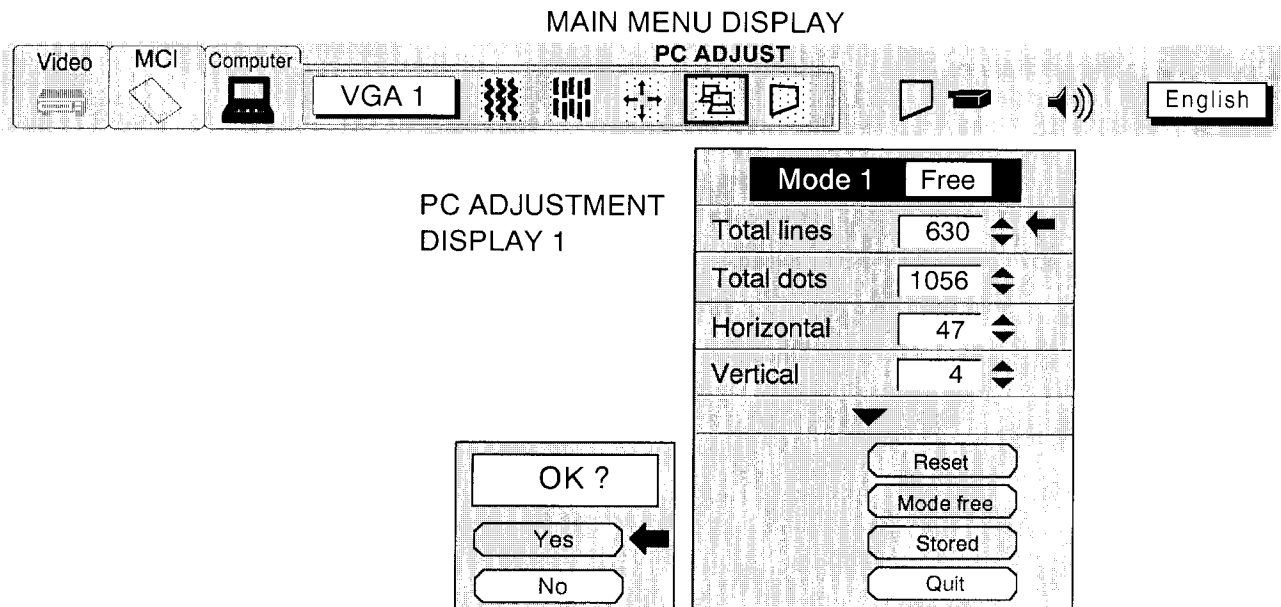 MAIN MENU DISPLAY
PC ADJUST
Video MCI Computer
VGA 1
English
PC ADJUSTMENT
DISPLAY 1
Mode 1 Free
Total lines 630
Total dots 1056
Horizontal 47
Vertical 4
Reset
Mode free
Stored
Quit
OK ?
Yes
No